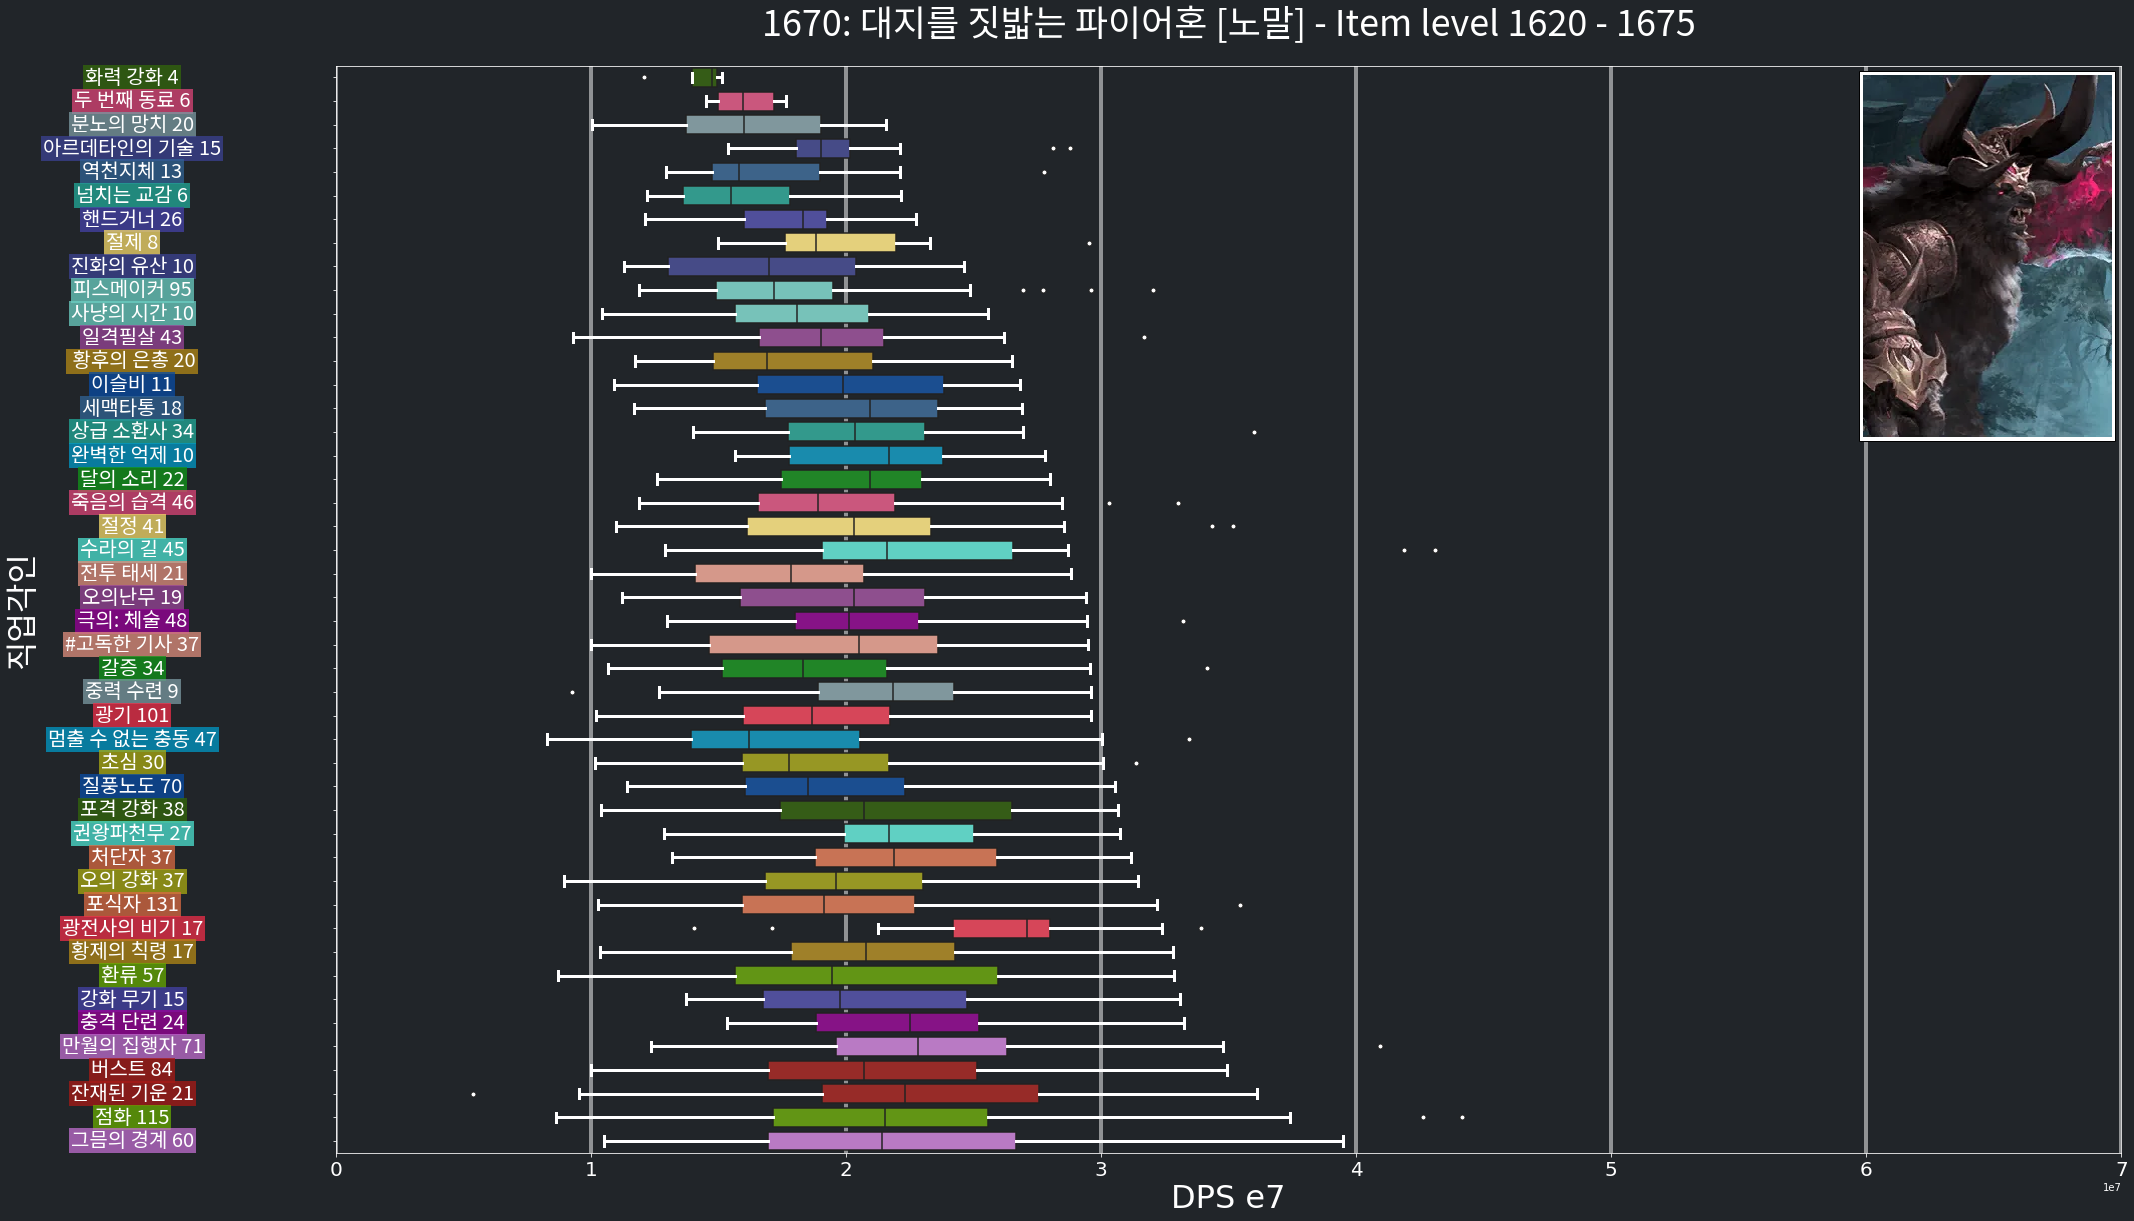 1670: 대지를 짓밟는 파이어혼 [노말] - Item level 1620 - 1675
직업각인
화력 강화 4
두 번째 동료 6
분노의 망치 20
아르데타인의 기술 15
역천지체 13
넘치는 교감 6
핸드거너 26
절제 8
진화의 유산 10
피스메이커 95
사냥의 시간 10
일격필살 43
황후의 은총 20
이슬비 11
세맥타통 18
상급 소환사 34
완벽한 억제 10
달의 소리 22
죽음의 습격 46
절정 41
수라의 길 45
전투 태세 21
오의난무 19
극의: 체술 48
#고독한 기사 37
갈증 34
중력 수련 9
광기 101
멈출 수 없는 충동 47
초심 30
질풍노도 70
포격 강화 38
권왕파천무 27
처단자 37
오의 강화 37
포식자 131
광전사의 비기 17
황제의 칙령 17
환류 57
강화 무기 15
충격 단련 24
만월의 집행자 71
버스트 84
잔재된 기운 21
점화 115
그믐의 경계 60
0 1 2 3 4 5 6 7
1e7
DPS e7